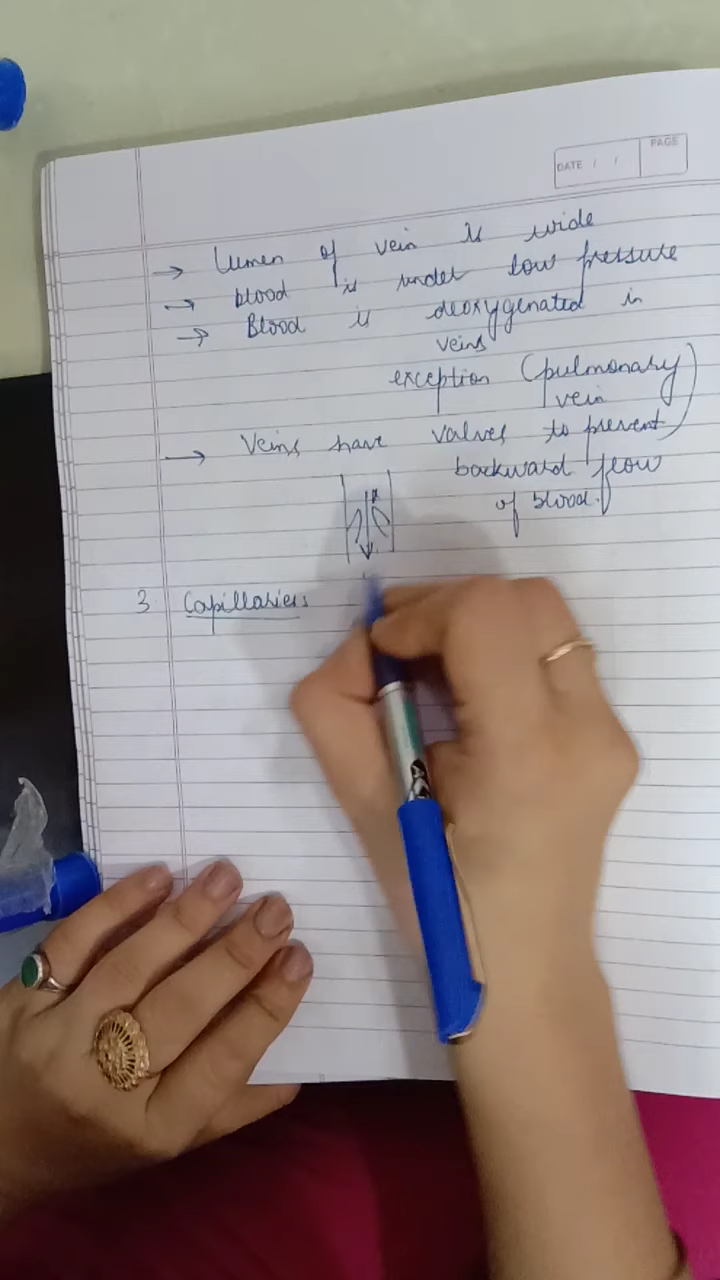 DATE / / PAGE
→ Lumen of vein is wide
→ blood is under low pressure
→ Blood is deoxygenated in
veins
exception (pulmonary
vein)
→ Veins have valves to prevent
backward flow
of blood.
3 Capillaries